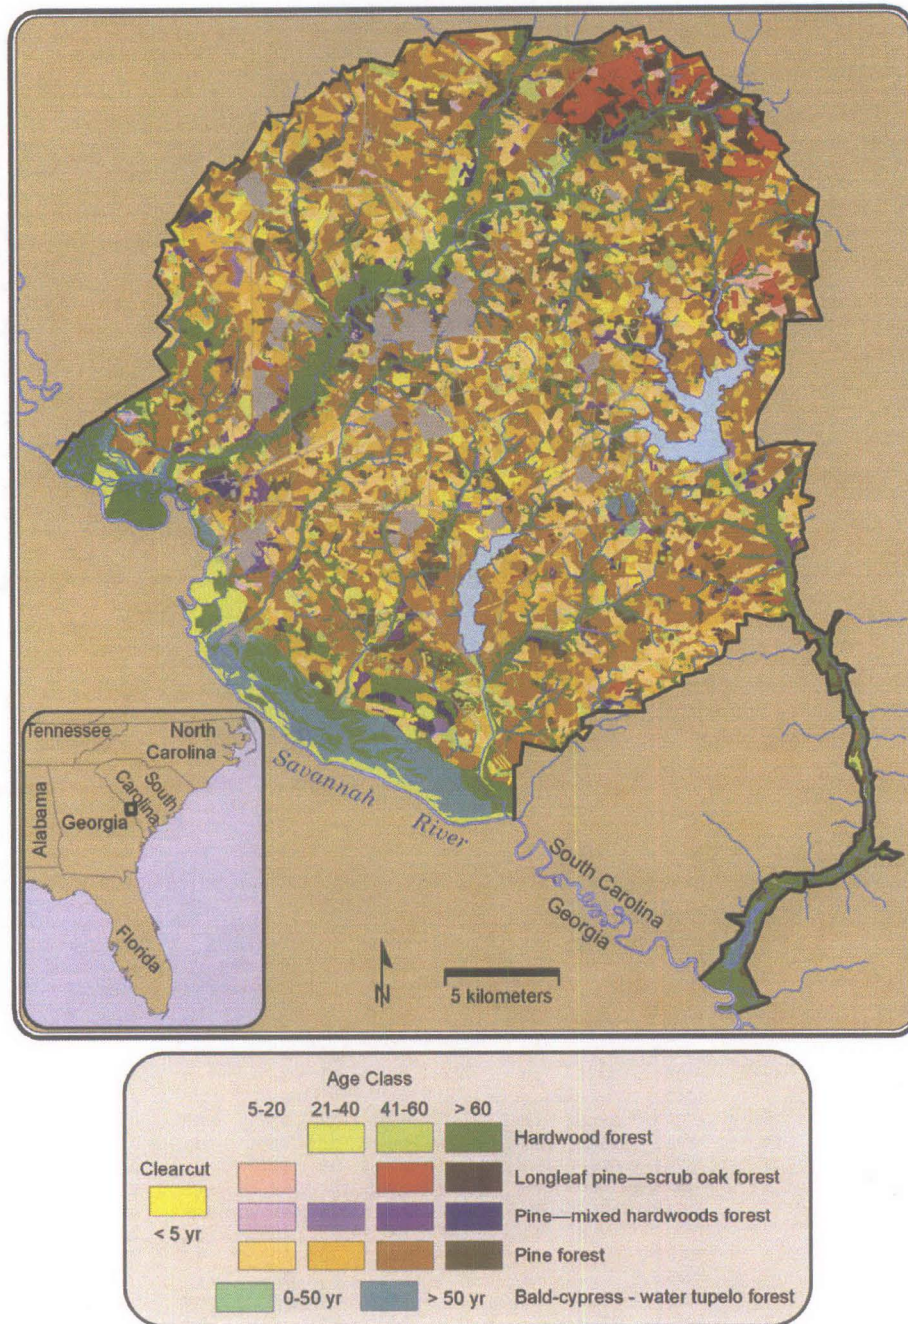 Tennessee
North
Carolina
Alabama
South
Carolina
Georgia
Florida
Savannah
River
South Carolina
Georgia
N
5 kilometers
Age Class
5-20 21-40 41-60 > 60
Hardwood forest
Clearcut
Longleaf pine—scrub oak forest
< 5 yr
Pine—mixed hardwoods forest
Pine forest
0-50 yr > 50 yr Bald-cypress - water tupelo forest